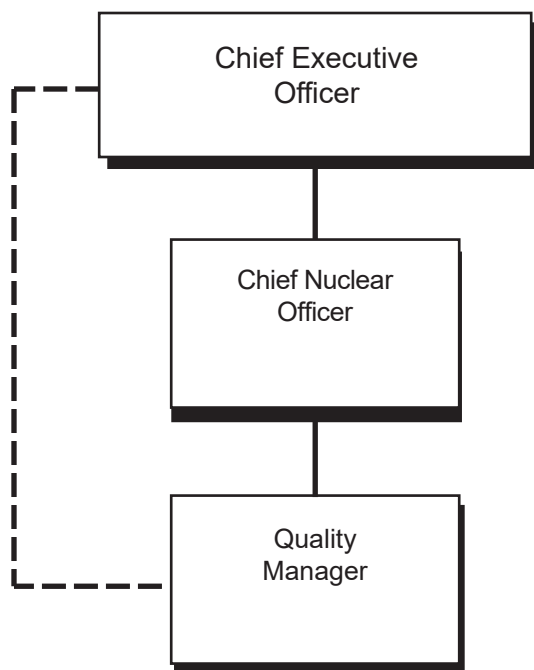 Chief Executive
Officer
Chief Nuclear
Officer
Quality
Manager